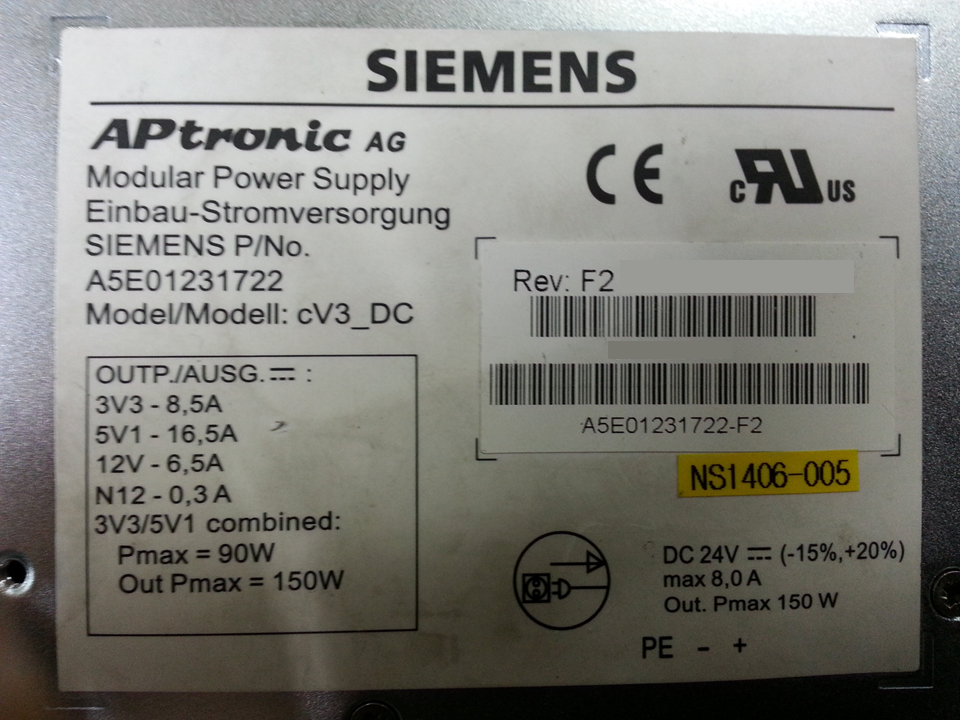 SIEMENS
APtronic AG
Modular Power Supply
Einbau-Stromversorgung
SIEMENS P/No.
A5E01231722
Model/Modell: cV3_DC
OUTP./AUSG. :
3V3 - 8,5A
5V1 - 16,5A
12V - 6,5A
N12 - 0,3 A
3V3/5V1 combined:
Pmax = 90W
Out Pmax = 150W
CE
c RU US
Rev: F2
A5E01231722-F2
NS1406-005
DC 24V (-15%,+20%)
max 8,0 A
Out. Pmax 150 W
PE - +